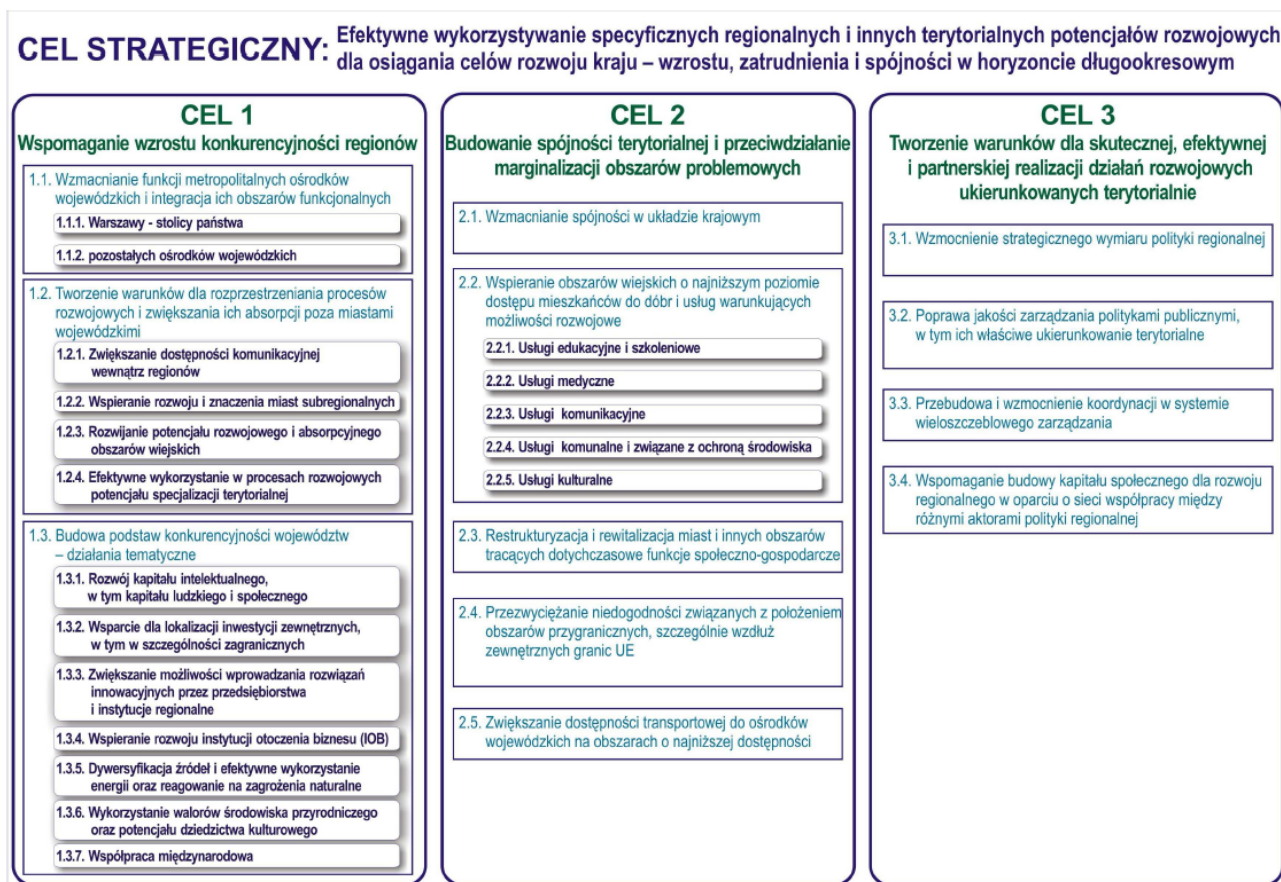 CEL STRATEGICZNY: Efektywne wykorzystywanie specyficznych regionalnych i innych terytorialnych potencjałów rozwojowych
dla osiągania celów rozwoju kraju – wzrostu, zatrudnienia i spójności w horyzoncie długookresowym
CEL 1
Wspomaganie wzrostu konkurencyjności regionów
1.1. Wzmacnianie funkcji metropolitalnych ośrodków
wojewódzkich i integracja ich obszarów funkcjonalnych
1.1.1. Warszawy - stolicy państwa
1.1.2. pozostałych ośrodków wojewódzkich
1.2. Tworzenie warunków dla rozprzestrzeniania procesów
rozwojowych i zwiększania ich absorpcji poza miastami
wojewódzkimi
1.2.1. Zwiększanie dostępności komunikacyjnej
wewnątrz regionów
1.2.2. Wspieranie rozwoju i znaczenia miast subregionalnych
1.2.3. Rozwijanie potencjału rozwojowego i absorpcyjnego
obszarów wiejskich
1.2.4. Efektywne wykorzystanie w procesach rozwojowych
potencjału specjalizacji terytorialnej
1.3. Budowa podstaw konkurencyjności województw
– działania tematyczne
1.3.1. Rozwój kapitału intelektualnego,
w tym kapitału ludzkiego i społecznego
1.3.2. Wsparcie dla lokalizacji inwestycji zewnętrznych,
w tym w szczególności zagranicznych
1.3.3. Zwiększanie możliwości wprowadzania rozwiązań
innowacyjnych przez przedsiębiorstwa
i instytucje regionalne
1.3.4. Wspieranie rozwoju instytucji otoczenia biznesu (IOB)
1.3.5. Dywersyfikacja źródeł i efektywne wykorzystanie
energii oraz reagowanie na zagrożenia naturalne
1.3.6. Wykorzystanie walorów środowiska przyrodniczego
oraz potencjału dziedzictwa kulturowego
1.3.7. Współpraca międzynarodowa
CEL 2
Budowanie spójności terytorialnej i przeciwdziałanie
marginalizacji obszarów problemowych
2.1. Wzmacnianie spójności w układzie krajowym
2.2. Wspieranie obszarów wiejskich o najniższym poziomie
dostępu mieszkańców do dóbr i usług warunkujących
możliwości rozwojowe
2.2.1. Usługi edukacyjne i szkoleniowe
2.2.2. Usługi medyczne
2.2.3. Usługi komunikacyjne
2.2.4. Usługi komunalne i związane z ochroną środowiska
2.2.5. Usługi kulturalne
2.3. Restrukturyzacja i rewitalizacja miast i innych obszarów
tracących dotychczasowe funkcje społeczno-gospodarcze
2.4. Przezwyciężanie niedogodności związanych z położeniem
obszarów przygranicznych, szczególnie wzdłuż
zewnętrznych granic UE
2.5. Zwiększanie dostępności transportowej do ośrodków
wojewódzkich na obszarach o najniższej dostępności
CEL 3
Tworzenie warunków dla skutecznej, efektywnej
i partnerskiej realizacji działań rozwojowych
ukierunkowanych terytorialnie
3.1. Wzmocnienie strategicznego wymiaru polityki regionalnej
3.2. Poprawa jakości zarządzania politykami publicznymi,
w tym ich właściwe ukierunkowanie terytorialne
3.3. Przebudowa i wzmocnienie koordynacji w systemie
wieloszczeblowego zarządzania
3.4. Wspomaganie budowy kapitału społecznego dla rozwoju
regionalnego w oparciu o sieci współpracy między
różnymi aktorami polityki regionalnej